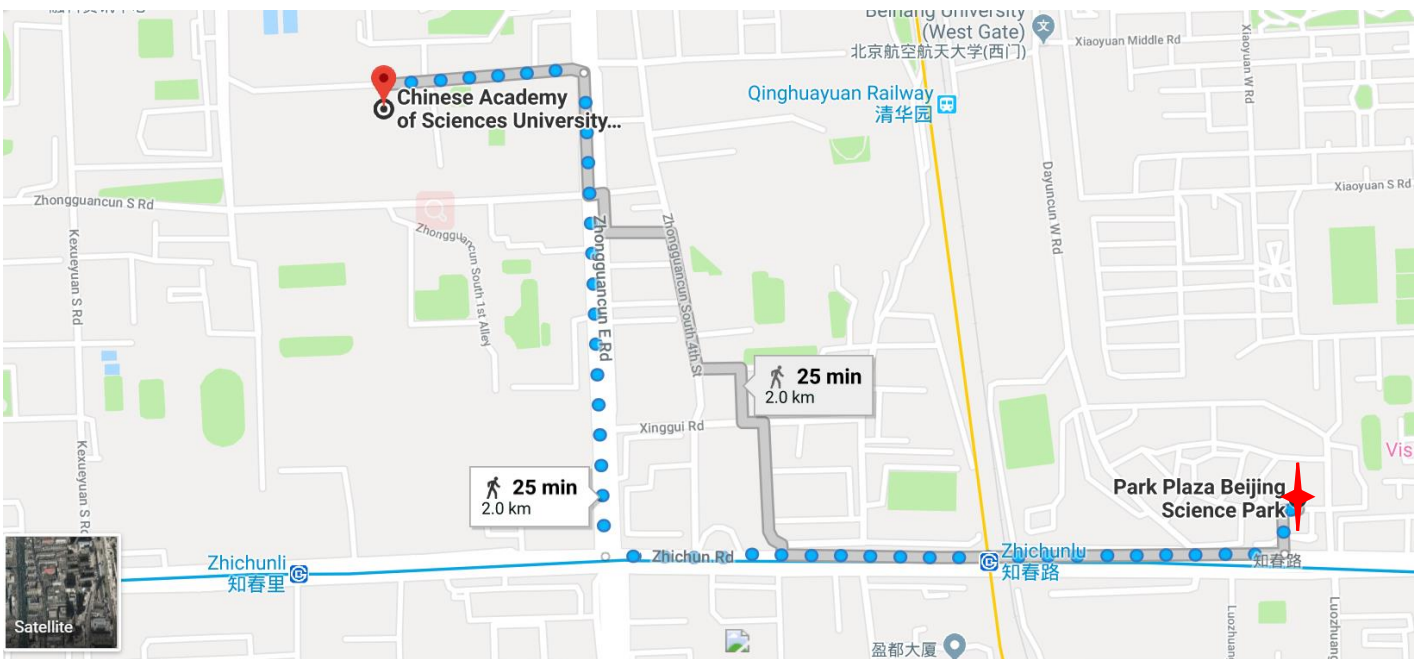 Beihang University
(West Gate)
北京航空航天大学(西门)
Xiaoyuan Middle Rd
Xiaoyuan W Rd
Qinghuayuan Railway
清华园
Chinese Academy
of Sciences University...
Dayuncun W Rd
Xiaoyuan S Rd
Zhongguancun S Rd
Kexueyuan S Rd
Zhongguancun South 1st Alley
Zhongguancun E Rd
Zhongguancun South 4th St
25 min
2.0 km
Xinggui Rd
Kexueyuan S Rd
Vis
25 min
2.0 km
Park Plaza Beijing
Science Park
Zhichunli
知春里
Zhichun Rd
Zhichunlu
知春路
知春路
Satellite
Luozhuang
Luozhuang
盈都大厦